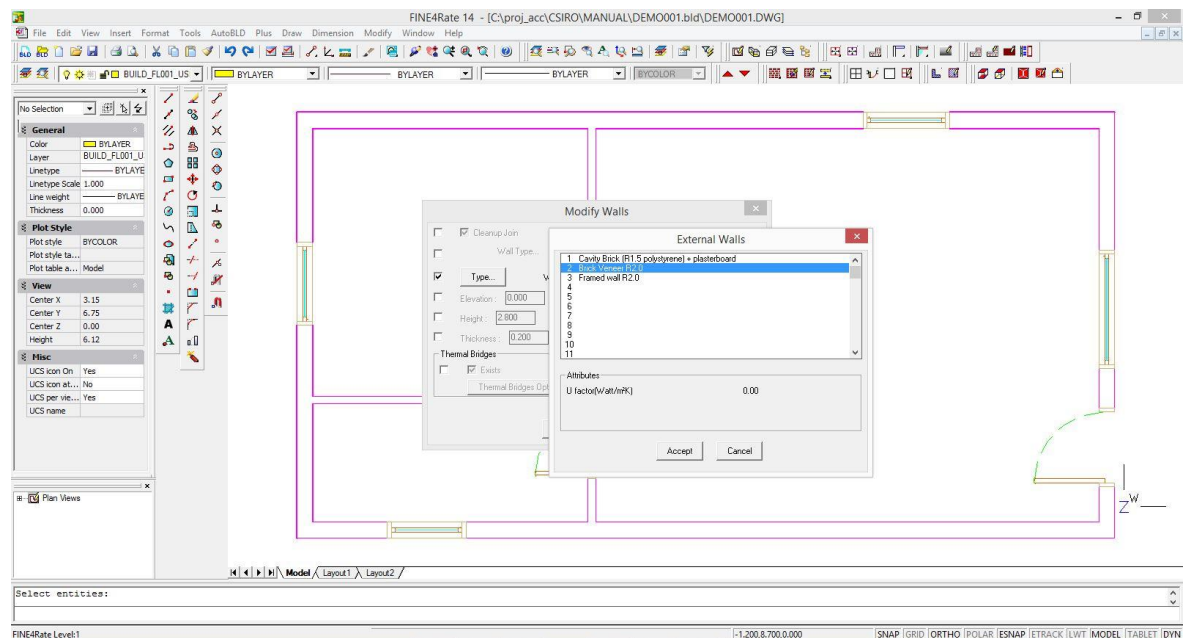 FINE4Rate 14 - [C:\proj_acc\CSIRO\MANUAL\DEMO001.bld\DEMO001.DWG]
File Edit View Insert Format Tools AutoBLD Plus Draw Dimension Modify Window Help
BLD BLD
BUILD_FL001_US BYLAYER BYLAYER BYLAYER BYCOLOR
No Selection
General
Color BYLAYER
Layer BUILD_FL001_U
Linetype BYLAYE
Linetype Scale 1.000
Line weight BYLAYE
Thickness 0.000
Plot Style
Plot style BYCOLOR
Plot style ta...
Plot table a... Model
View
Center X 3.15
Center Y 6.75
Center Z 0.00
Height 6.12
Misc
UCS icon On Yes
UCS icon at... No
UCS per vie... Yes
UCS name
Plan Views
A
A
Modify Walls
Cleanup Join
Wall Type...
Type...
Elevation : 0.000
Height : 2.800
Thickness : 0.200
Thermal Bridges
Exists
Thermal Bridges Opt
External Walls
1 Cavity Brick (R1.5 polystyrene) + plasterboard
2 Brick Veneer R2.0
3 Framed wall R2.0
4
5
6
7
8
9
10
11
Attributes
U factor(Watt/m²K) 0.00
Accept Cancel
W
Z
Model Layout1 Layout2
Select entities:
FINE4Rate Level:1 -1.200,8.700,0.000 SNAP GRID ORTHO POLAR ESNAP ETRACK LWT MODEL TABLET DYN